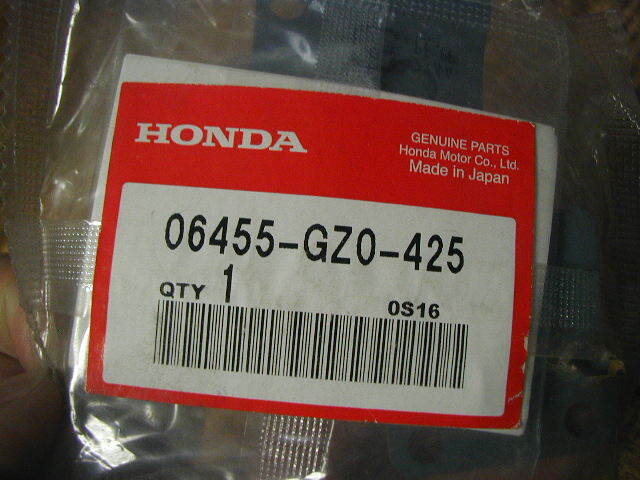 HONDA
GENUINE PARTS
Honda Motor Co., Ltd.
Made in Japan
06455-GZ0-425
QTY 1
0S16